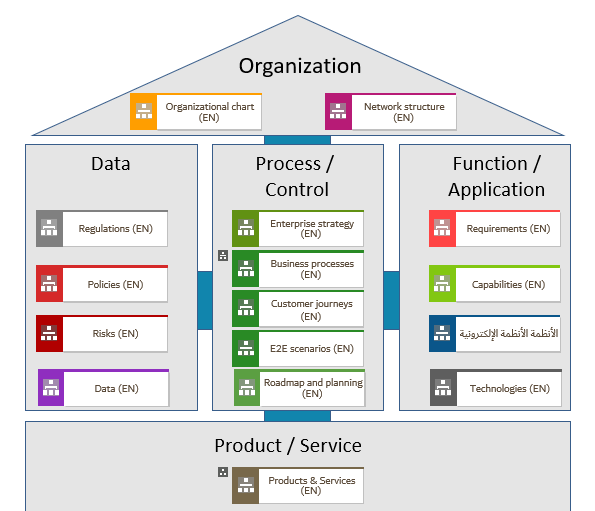 Organization
Organizational chart
(EN)
Network structure
(EN)
Data
Regulations (EN)
Policies (EN)
Risks (EN)
Data (EN)
Process /
Control
Enterprise strategy
(EN)
Business processes
(EN)
Customer journeys
(EN)
E2E scenarios (EN)
Roadmap and planning
(EN)
Function /
Application
Requirements (EN)
Capabilities (EN)
الأنظمة الأنظمة الإلكترونية
Technologies (EN)
Product / Service
Products & Services
(EN)